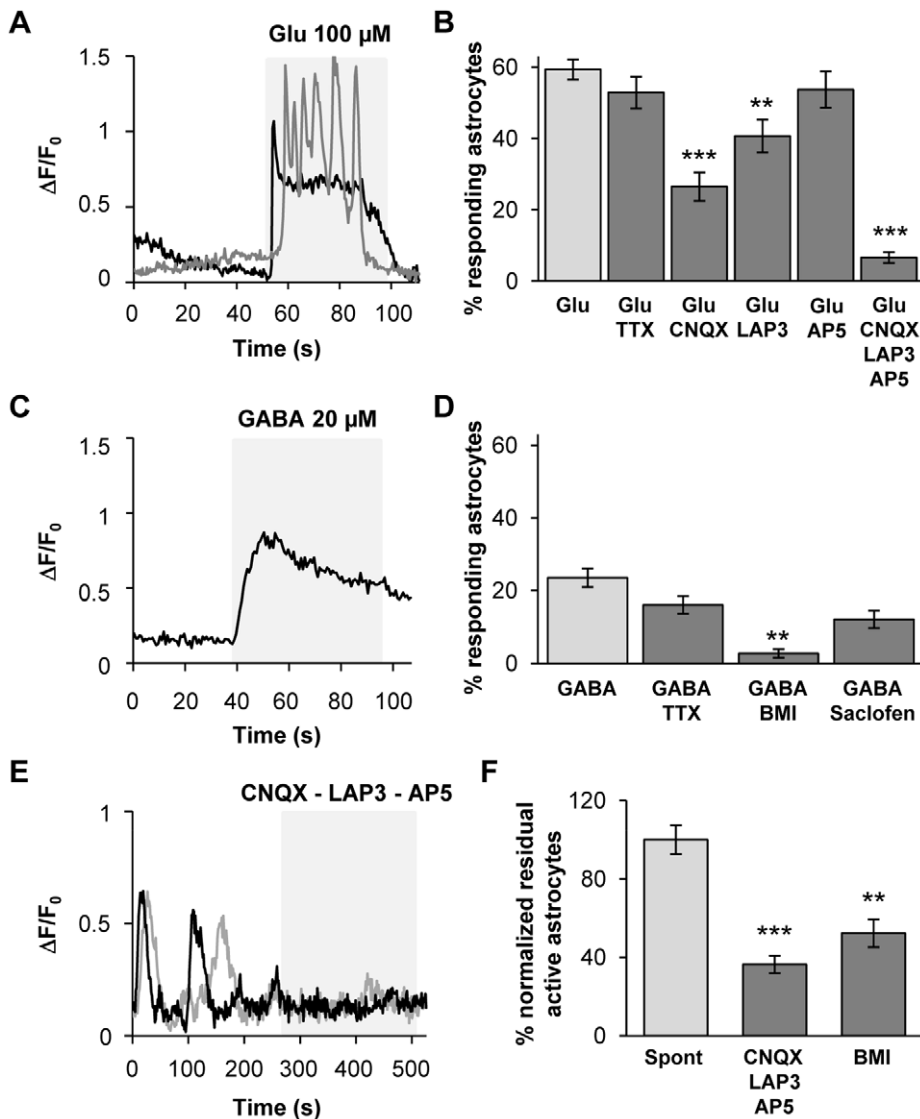 A
Glu 100 µM
ΔF/F0
1.5
1
0.5
0
0 20 40 60 80 100
Time (s)
B
% responding astrocytes
60
40
20
0
***
**
***
Glu Glu Glu Glu Glu Glu
TTX CNQX LAP3 AP5 CNQX
LAP3
AP5
C
GABA 20 µM
ΔF/F0
1.5
1
0.5
0
0 20 40 60 80 100
Time (s)
D
% responding astrocytes
60
40
20
0
**
GABA GABA GABA GABA
TTX BMI Saclofen
E
CNQX - LAP3 - AP5
ΔF/F0
1
0.5
0
0 100 200 300 400 500
Time (s)
F
% normalized residual
active astrocytes
120
80
40
0
***
**
Spont CNQX BMI
LAP3
AP5